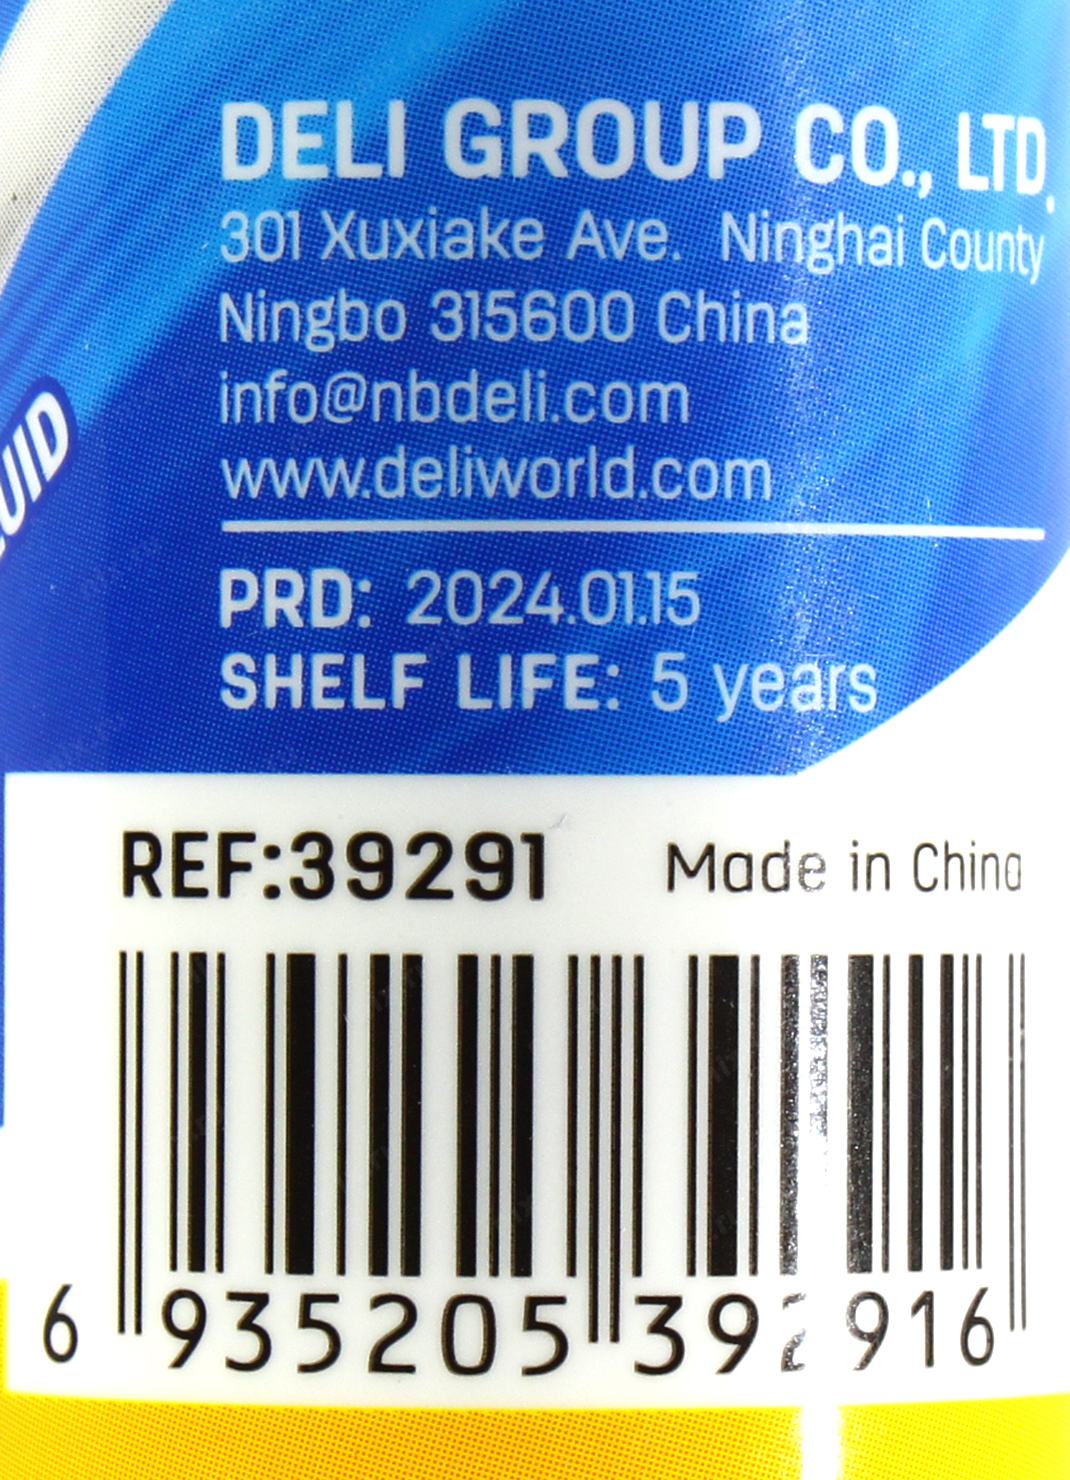 DELI GROUP CO., LTD.
301 Xuxiake Ave. Ninghai County
Ningbo 315600 China
info@nbdeli.com
www.deliworld.com
UID
PRD: 2024.01.15
SHELF LIFE: 5 years
REF:39291 Made in China
6 935205 392916